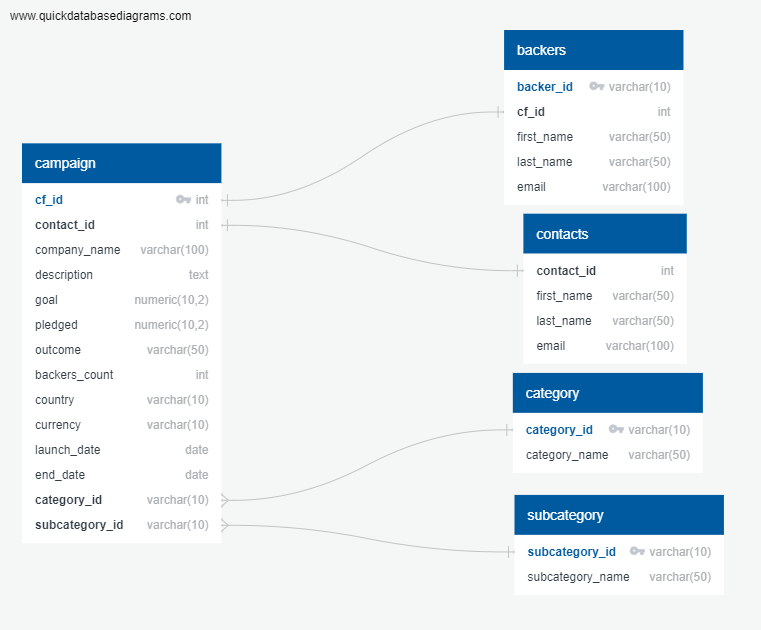 www.quickdatabasediagrams.com
campaign
cf_id int
contact_id int
company_name varchar(100)
description text
goal numeric(10,2)
pledged numeric(10,2)
outcome varchar(50)
backers_count int
country varchar(10)
currency varchar(10)
launch_date date
end_date date
category_id varchar(10)
subcategory_id varchar(10)
backers
backer_id varchar(10)
cf_id int
first_name varchar(50)
last_name varchar(50)
email varchar(100)
contacts
contact_id int
first_name varchar(50)
last_name varchar(50)
email varchar(100)
category
category_id varchar(10)
category_name varchar(50)
subcategory
subcategory_id varchar(10)
subcategory_name varchar(50)